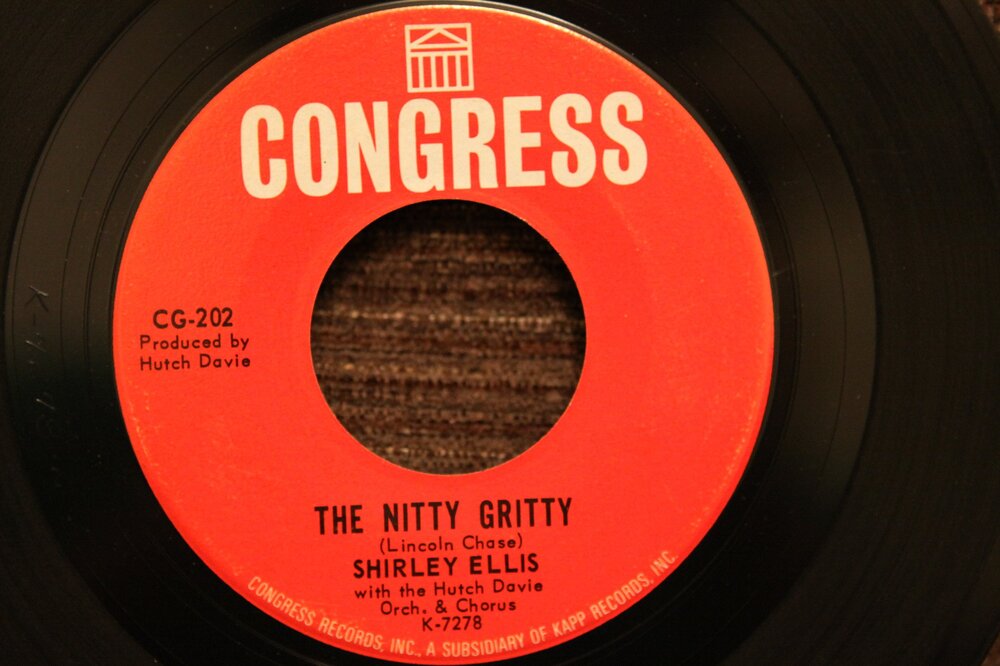 CONGRESS
CG-202
Produced by
Hutch Davie
THE NITTY GRITTY
(Lincoln Chase)
SHIRLEY ELLIS
with the Hutch Davie
Orch. & Chorus
K-7278
CONGRESS RECORDS, INC., A SUBSIDIARY OF KAPP RECORDS, INC.